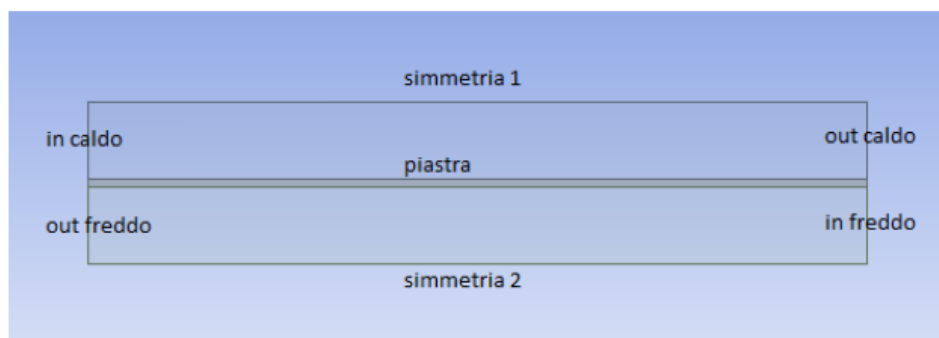 simmetria 1
in caldo
out caldo
piastra
out freddo
in freddo
simmetria 2